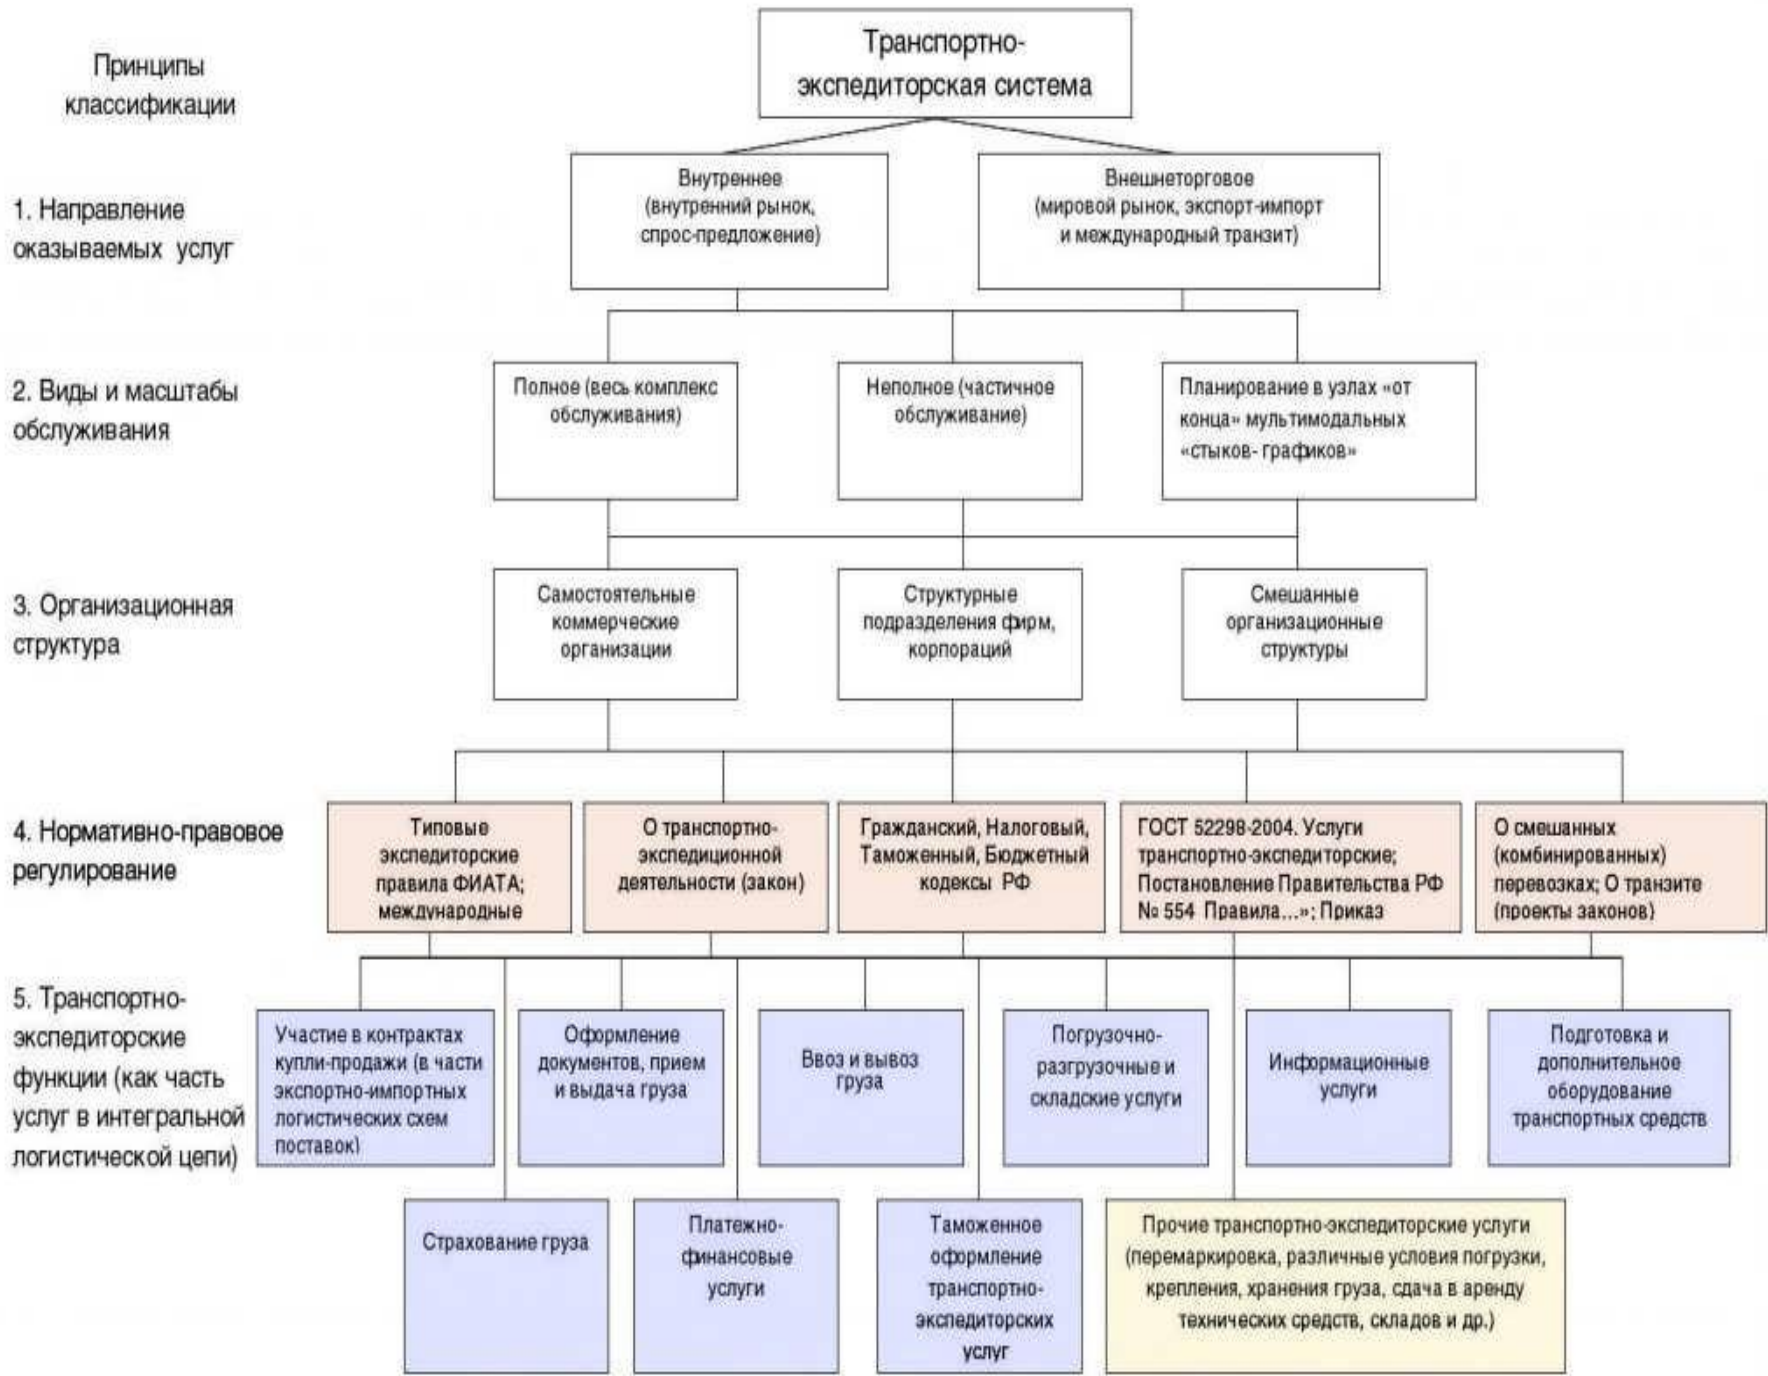 Транспортно-
экспедиторская система
Принципы
классификации
1. Направление
оказываемых услуг
Внутреннее
(внутренний рынок,
спрос-предложение)
Внешнеторговое
(мировой рынок, экспорт-импорт
и международный транзит)
2. Виды и масштабы
обслуживания
Полное (весь комплекс
обслуживания)
Неполное (частичное
обслуживание)
Планирование в узлах «от
конца» мультимодальных
«стыков- графиков»
3. Организационная
структура
Самостоятельные
коммерческие
организации
Структурные
подразделения фирм,
корпораций
Смешанные
организационные
структуры
4. Нормативно-правовое
регулирование
Типовые
экспедиторские
правила ФИАТА;
международные
О транспортно-
экспедиционной
деятельности (закон)
Гражданский, Налоговый,
Таможенный, Бюджетный
кодексы РФ
ГОСТ 52298-2004. Услуги
транспортно-экспедиторские;
Постановление Правительства РФ
№ 554 Правила...»; Приказ
О смешанных
(комбинированных)
перевозках; О транзите
(проекты законов)
5. Транспортно-
экспедиторские
функции (как часть
услуг в интегральной
логистической цепи)
Участие в контрактах
купли-продажи (в части
экспортно-импортных
логистических схем
поставок)
Оформление
документов, прием
и выдача груза
Ввоз и вывоз
груза
Погрузочно-
разгрузочные и
складские услуги
Информационные
услуги
Подготовка и
дополнительное
оборудование
транспортных средств
Страхование груза
Платежно-
финансовые
услуги
Таможенное
оформление
транспортно-
экспедиторских
услуг
Прочие транспортно-экспедиторские услуги
(перемаркировка, различные условия погрузки,
крепления, хранения груза, сдача в аренду
технических средств, складов и др.)